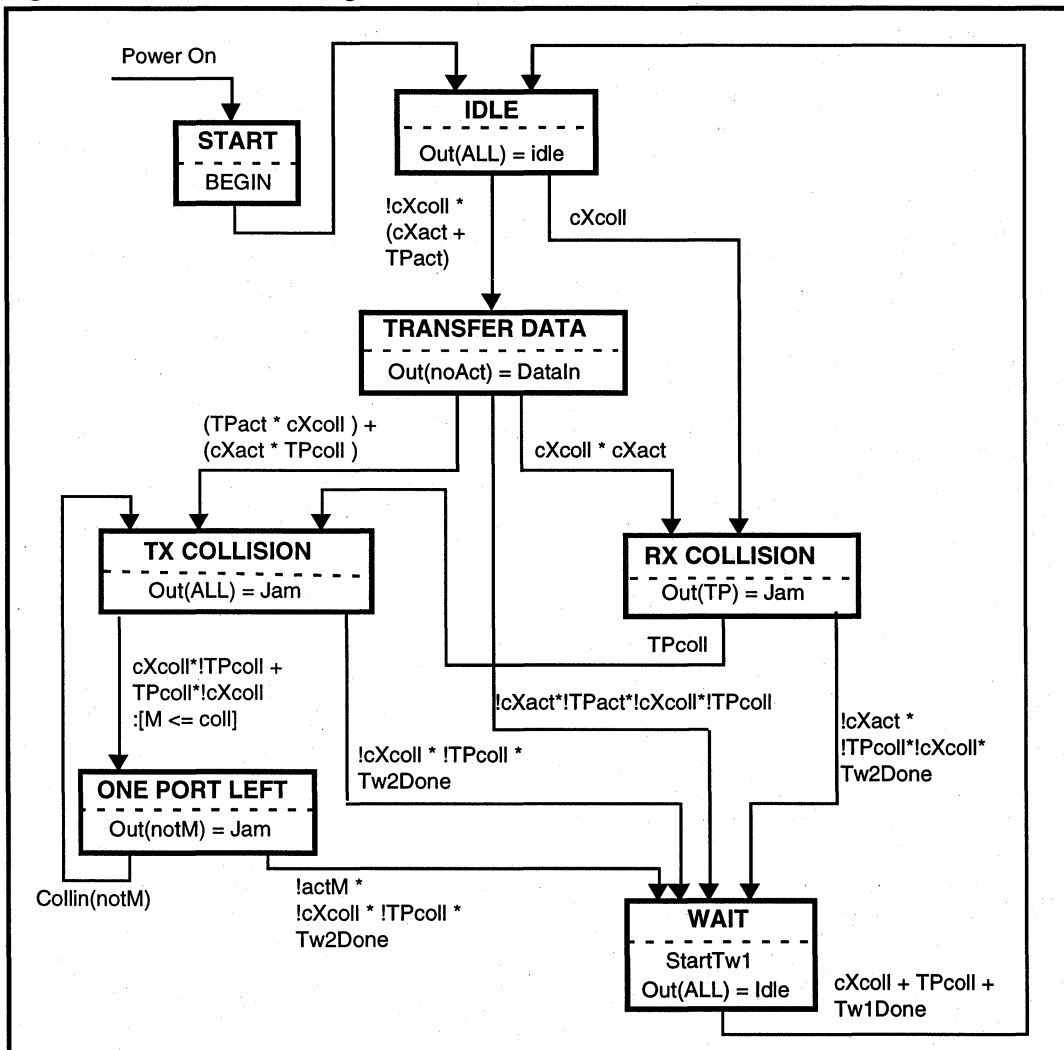 Power On
START
BEGIN
IDLE
Out(ALL) = idle
!cXcoll *
(cXact +
TPact)
cXcoll
TRANSFER DATA
Out(noAct) = DataIn
(TPact * cXcoll ) +
(cXact * TPcoll )
cXcoll * cXact
TX COLLISION
Out(ALL) = Jam
RX COLLISION
Out(TP) = Jam
TPcoll
cXcoll*!TPcoll +
TPcoll*!cXcoll
:[M <= coll]
!cXact*!TPact*!cXcoll*!TPcoll
!cXcoll * !TPcoll *
Tw2Done
!cXact *
!TPcoll*!cXcoll*
Tw2Done
ONE PORT LEFT
Out(notM) = Jam
Collin(notM)
!actM *
!cXcoll * !TPcoll *
Tw2Done
WAIT
StartTw1
Out(ALL) = Idle
cXcoll + TPcoll +
Tw1Done